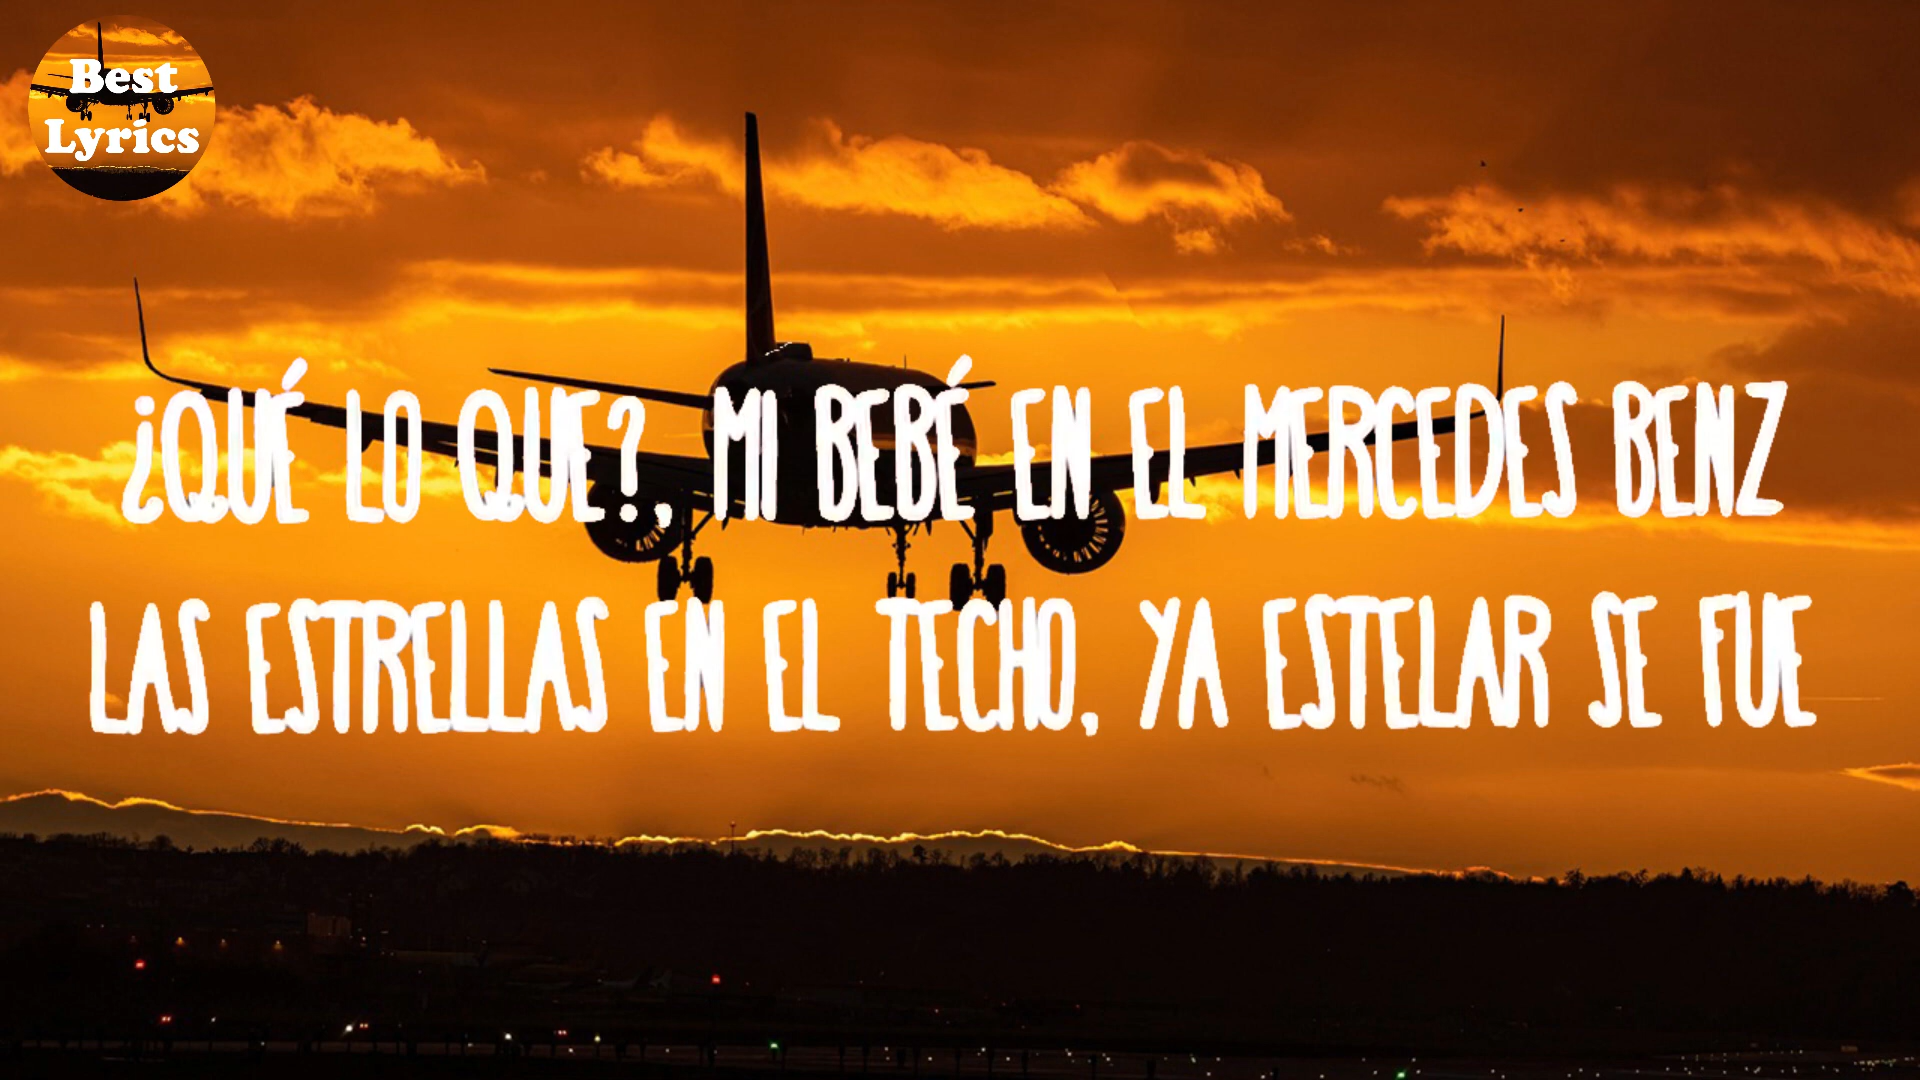 Best
Lyrics
¿QUÉ LO QUE?, MI BEBÉ EN EL MERCEDES BENZ
LAS ESTRELLAS EN EL TECHO, YA ESTELAR SE FUE